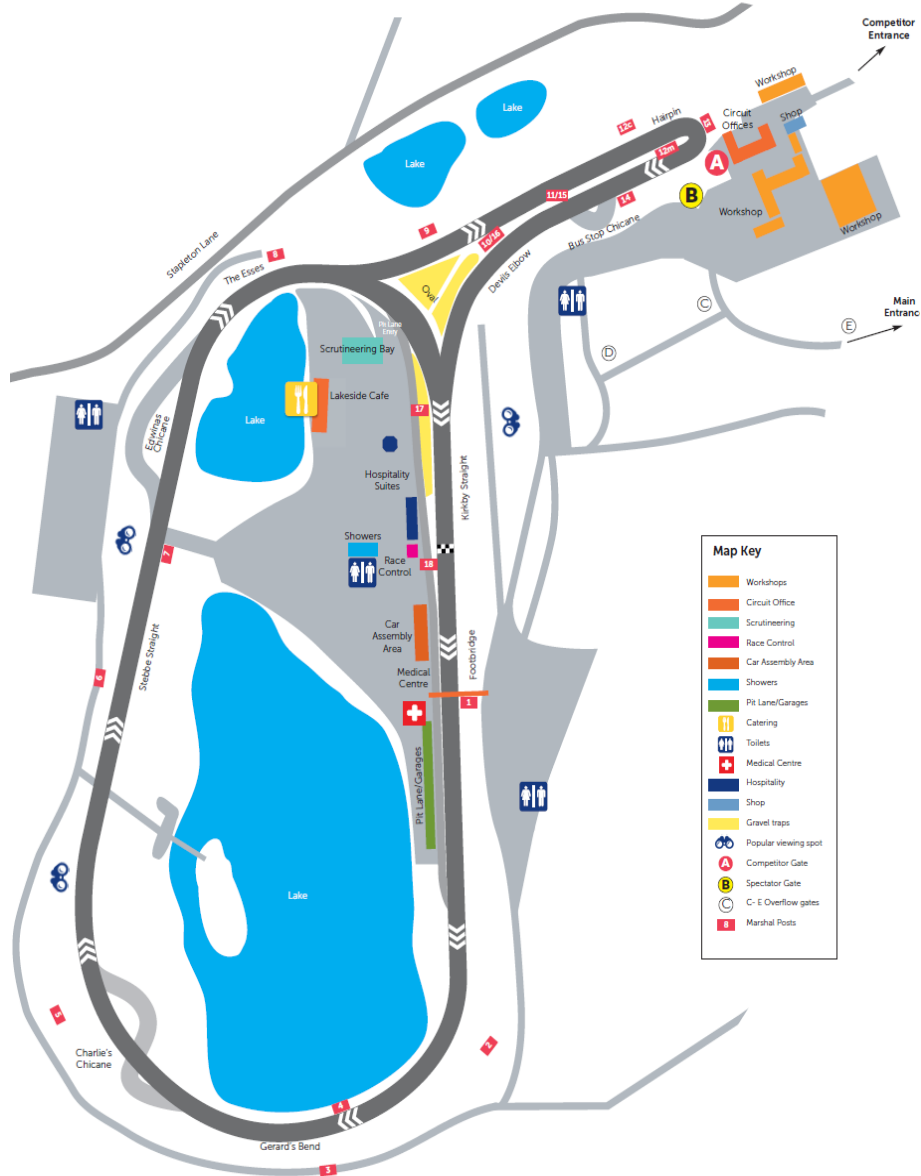 Competitor
Entrance
Workshop
Circuit
Offices
Shop
Hairpin
12c
13
12m
A
B
Lake
Lake
11/15
14
Workshop
Workshop
Bus Stop Chicane
9
10/16
Devils Elbow
Stapleton Lane
8
The Esses
Oval
C
Main
Entrance
E
D
Pit Lane
Entry
Scrutineering Bay
Lakeside Cafe
17
Lake
Edwinas
Chicane
Kirkby Straight
Hospitality
Suites
Showers
Race
Control
18
7
Car
Assembly
Area
Stebbe Straight
Footbridge
Medical
Centre
6
1
Pit Lane/Garages
Lake
5
2
Charlie's
Chicane
4
Gerard's Bend
3
Map Key
Workshops
Circuit Office
Scrutineering
Race Control
Car Assembly Area
Showers
Pit Lane/Garages
Catering
Toilets
Medical Centre
Hospitality
Shop
Gravel traps
Popular viewing spot
A Competitor Gate
B Spectator Gate
C C- E Overflow gates
8 Marshal Posts